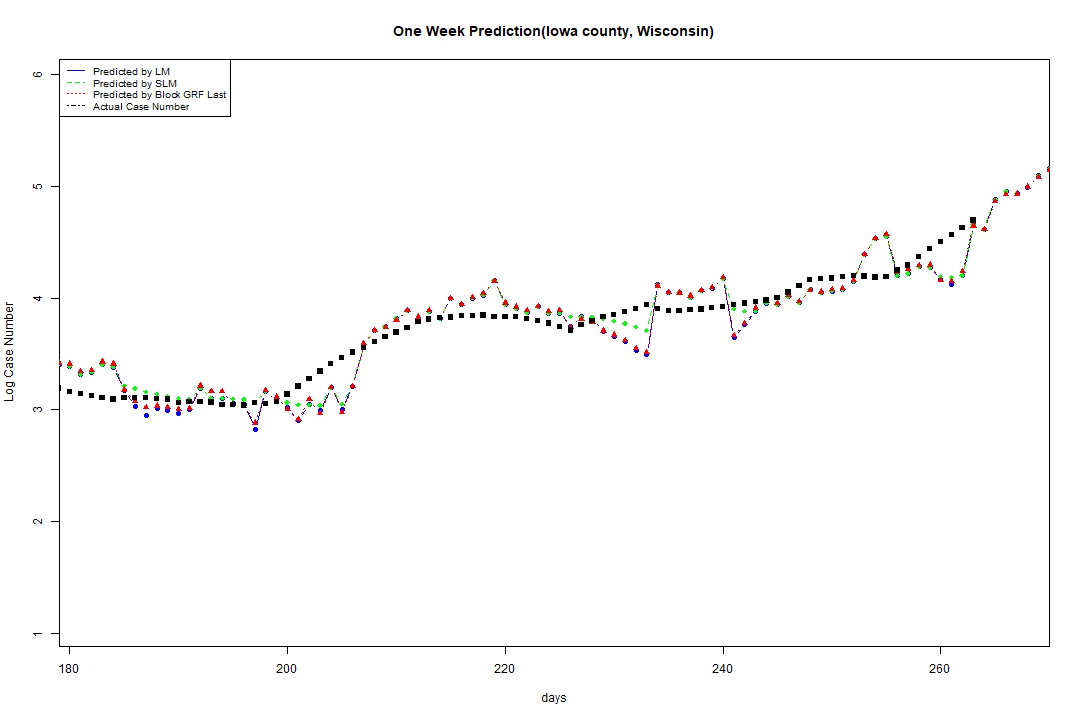 One Week Prediction(Iowa county, Wisconsin)
Predicted by LM
Predicted by SLM
Predicted by Block GRF Last
Actual Case Number
6
5
4
3
2
1
Log Case Number
180 200 220 240 260
days